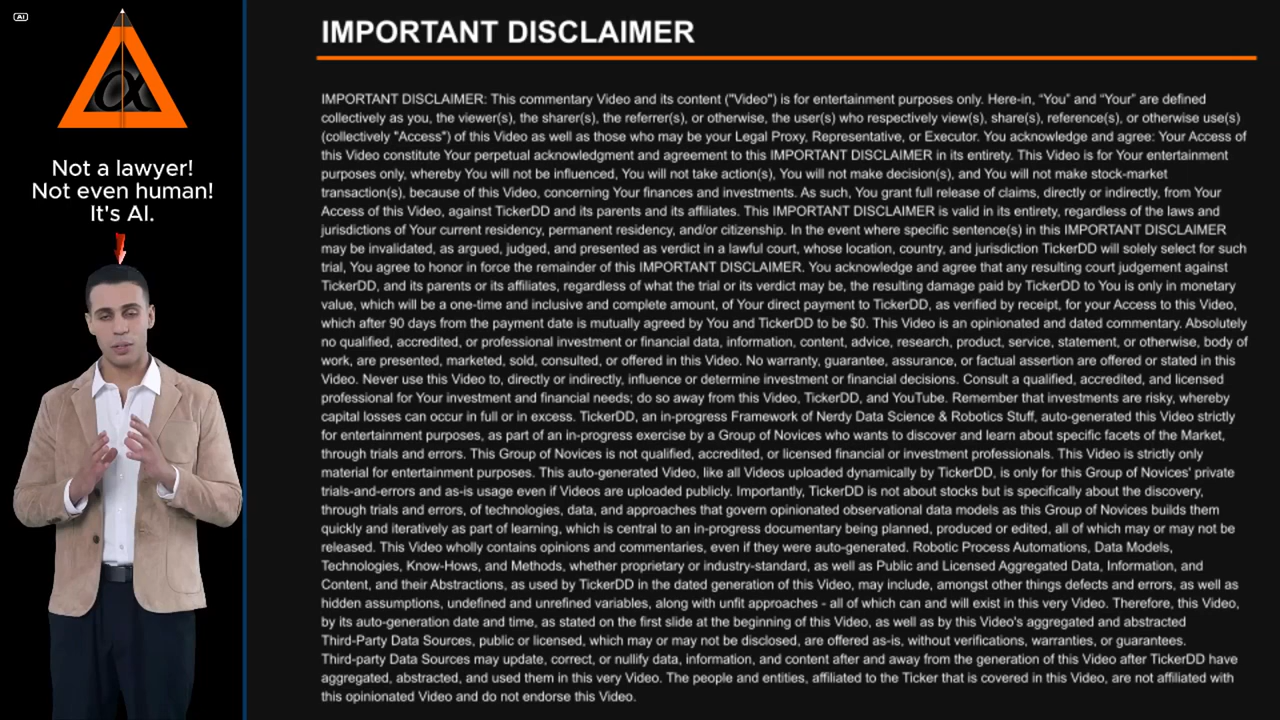 AI
IMPORTANT DISCLAIMER
α
Not a lawyer!
Not even human!
It's AI.
IMPORTANT DISCLAIMER: This commentary Video and its content ("Video") is for entertainment purposes only. Here-in, “You” and “Your” are defined
collectively as you, the viewer(s), the sharer(s), the referrer(s), or otherwise, the user(s) who respectively view(s), share(s), reference(s), or otherwise use(s)
(collectively "Access") of this Video as well as those who may be your Legal Proxy, Representative, or Executor. You acknowledge and agree: Your Access of
this Video constitute Your perpetual acknowledgment and agreement to this IMPORTANT DISCLAIMER in its entirety. This Video is for Your entertainment
purposes only, whereby You will not be influenced, You will not take action(s), You will not make decision(s), and You will not make stock-market
transaction(s), because of this Video, concerning Your finances and investments. As such, You grant full release of claims, directly or indirectly, from Your
Access of this Video, against TickerDD and its parents and its affiliates. This IMPORTANT DISCLAIMER is valid in its entirety, regardless of the laws and
jurisdictions of Your current residency, permanent residency, and/or citizenship. In the event where specific sentence(s) in this IMPORTANT DISCLAIMER
may be invalidated, as argued, judged, and presented as verdict in a lawful court, whose location, country, and jurisdiction TickerDD will solely select for such
trial, You agree to honor in force the remainder of this IMPORTANT DISCLAIMER. You acknowledge and agree that any resulting court judgement against
TickerDD, and its parents or its affiliates, regardless of what the trial or its verdict may be, the resulting damage paid by TickerDD to You is only in monetary
value, which will be a one-time and inclusive and complete amount, of Your direct payment to TickerDD, as verified by receipt, for your Access to this Video,
which after 90 days from the payment date is mutually agreed by You and TickerDD to be $0. This Video is an opinionated and dated commentary. Absolutely
no qualified, accredited, or professional investment or financial data, information, content, advice, research, product, service, statement, or otherwise, body of
work, are presented, marketed, sold, consulted, or offered in this Video. No warranty, guarantee, assurance, or factual assertion are offered or stated in this
Video. Never use this Video to, directly or indirectly, influence or determine investment or financial decisions. Consult a qualified, accredited, and licensed
professional for Your investment and financial needs; do so away from this Video, TickerDD, and YouTube. Remember that investments are risky, whereby
capital losses can occur in full or in excess. TickerDD, an in-progress Framework of Nerdy Data Science & Robotics Stuff, auto-generated this Video strictly
for entertainment purposes, as part of an in-progress exercise by a Group of Novices who wants to discover and learn about specific facets of the Market,
through trials and errors. This Group of Novices is not qualified, accredited, or licensed financial or investment professionals. This Video is strictly only
material for entertainment purposes. This auto-generated Video, like all Videos uploaded dynamically by TickerDD, is only for this Group of Novices' private
trials-and-errors and as-is usage even if Videos are uploaded publicly. Importantly, TickerDD is not about stocks but is specifically about the discovery,
through trials and errors, of technologies, data, and approaches that govern opinionated observational data models as this Group of Novices builds them
quickly and iteratively as part of learning, which is central to an in-progress documentary being planned, produced or edited, all of which may or may not be
released. This Video wholly contains opinions and commentaries, even if they were auto-generated. Robotic Process Automations, Data Models,
Technologies, Know-Hows, and Methods, whether proprietary or industry-standard, as well as Public and Licensed Aggregated Data, Information, and
Content, and their Abstractions, as used by TickerDD in the dated generation of this Video, may include, amongst other things defects and errors, as well as
hidden assumptions, undefined and unrefined variables, along with unfit approaches - all of which can and will exist in this very Video. Therefore, this Video,
by its auto-generation date and time, as stated on the first slide at the beginning of this Video, as well as by this Video's aggregated and abstracted
Third-Party Data Sources, public or licensed, which may or may not be disclosed, are offered as-is, without verifications, warranties, or guarantees.
Third-party Data Sources may update, correct, or nullify data, information, and content after and away from the generation of this Video after TickerDD have
aggregated, abstracted, and used them in this very Video. The people and entities, affiliated to the Ticker that is covered in this Video, are not affiliated with
this opinionated Video and do not endorse this Video.